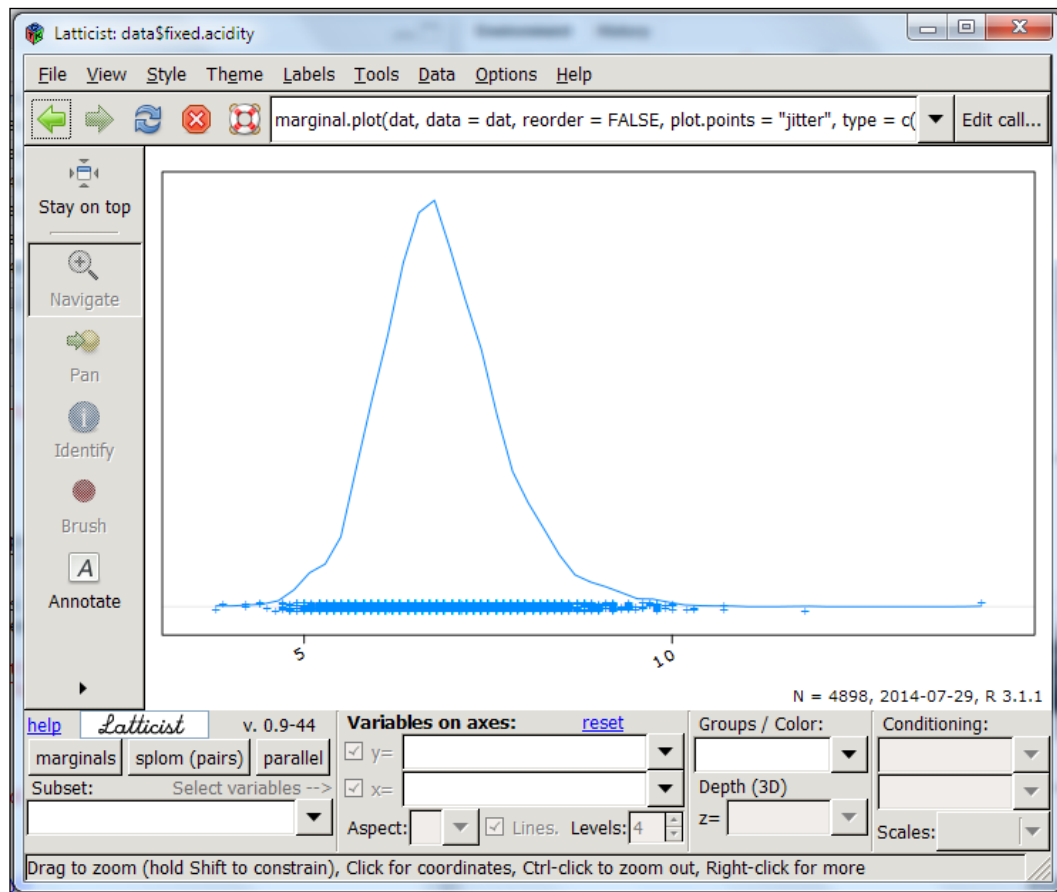 Latticist: data$fixed.acidity
File View Style Theme Labels Tools Data Options Help
marginal.plot(dat, data = dat, reorder = FALSE, plot.points = "jitter", type = c(
Edit call...
Stay on top
Navigate
Pan
Identify
Brush
A
Annotate
5
10
N = 4898, 2014-07-29, R 3.1.1
help Latticist v. 0.9-44
marginals splom (pairs) parallel
Subset: Select variables -->
Variables on axes: reset
y=
x=
Aspect: Lines. Levels: 4
Groups / Color:
Depth (3D)
z=
Conditioning:
Scales:
Drag to zoom (hold Shift to constrain), Click for coordinates, Ctrl-click to zoom out, Right-click for more